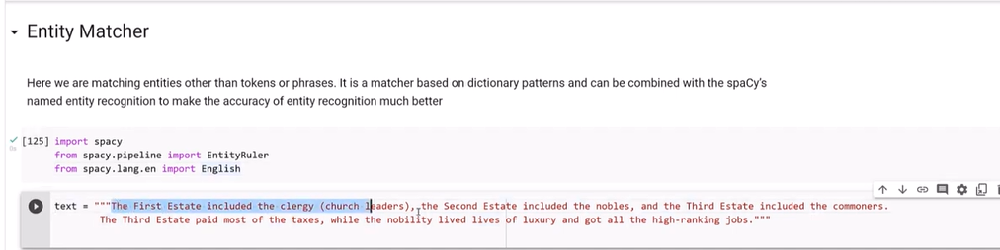 Entity Matcher
Here we are matching entities other than tokens or phrases. It is a matcher based on dictionary patterns and can be combined with the spaCy's
named entity recognition to make the accuracy of entity recognition much better
[125] import spacy
from spacy.pipeline import EntityRuler
from spacy.lang.en import English
text = """The First Estate included the clergy (church leaders), the Second Estate included the nobles, and the Third Estate included the commoners.
The Third Estate paid most of the taxes, while the nobility lived lives of luxury and got all the high-ranking jobs."""